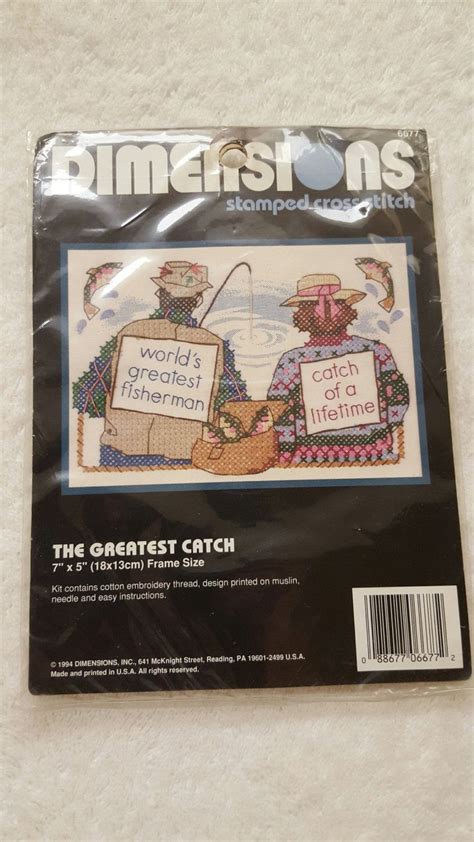 6677
DIMENSIONS
stamped cross stitch
world's
greatest
fisherman
catch
of a
lifetime
THE GREATEST CATCH
7" x 5" (18x13cm) Frame Size
Kit contains cotton embroidery thread, design printed on muslin,
needle and easy instructions.
© 1994 DIMENSIONS, INC., 641 McKnight Street, Reading, PA 19601-2499 U.S.A.
Made and printed in U.S.A. All rights reserved.
0 88677 06677 2